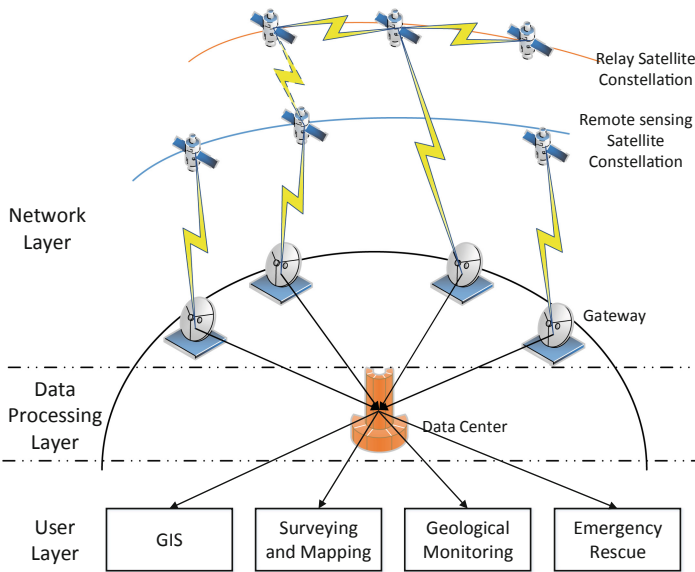 Relay Satellite
Constellation
Remote sensing
Satellite
Constellation
Network
Layer
Gateway
Data
Processing
Layer
Data Center
User
Layer
GIS
Surveying
and Mapping
Geological
Monitoring
Emergency
Rescue